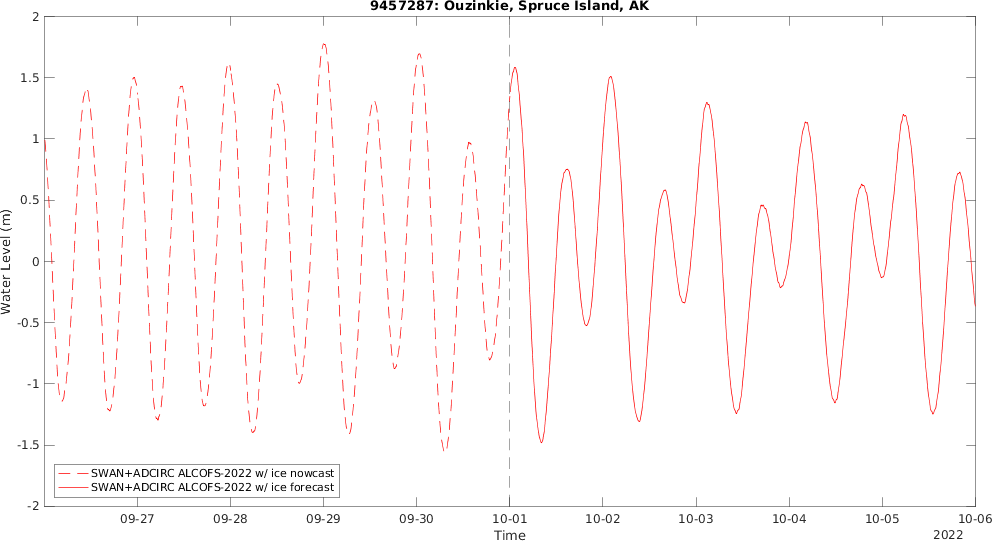 9457287: Ouzinkie, Spruce Island, AK
Water Level (m)
2
1.5
1
0.5
0
-0.5
-1
-1.5
-2
SWAN+ADCIRC ALCOFS-2022 w/ ice nowcast
SWAN+ADCIRC ALCOFS-2022 w/ ice forecast
09-27 09-28 09-29 09-30 10-01 10-02 10-03 10-04 10-05 10-06
Time
2022